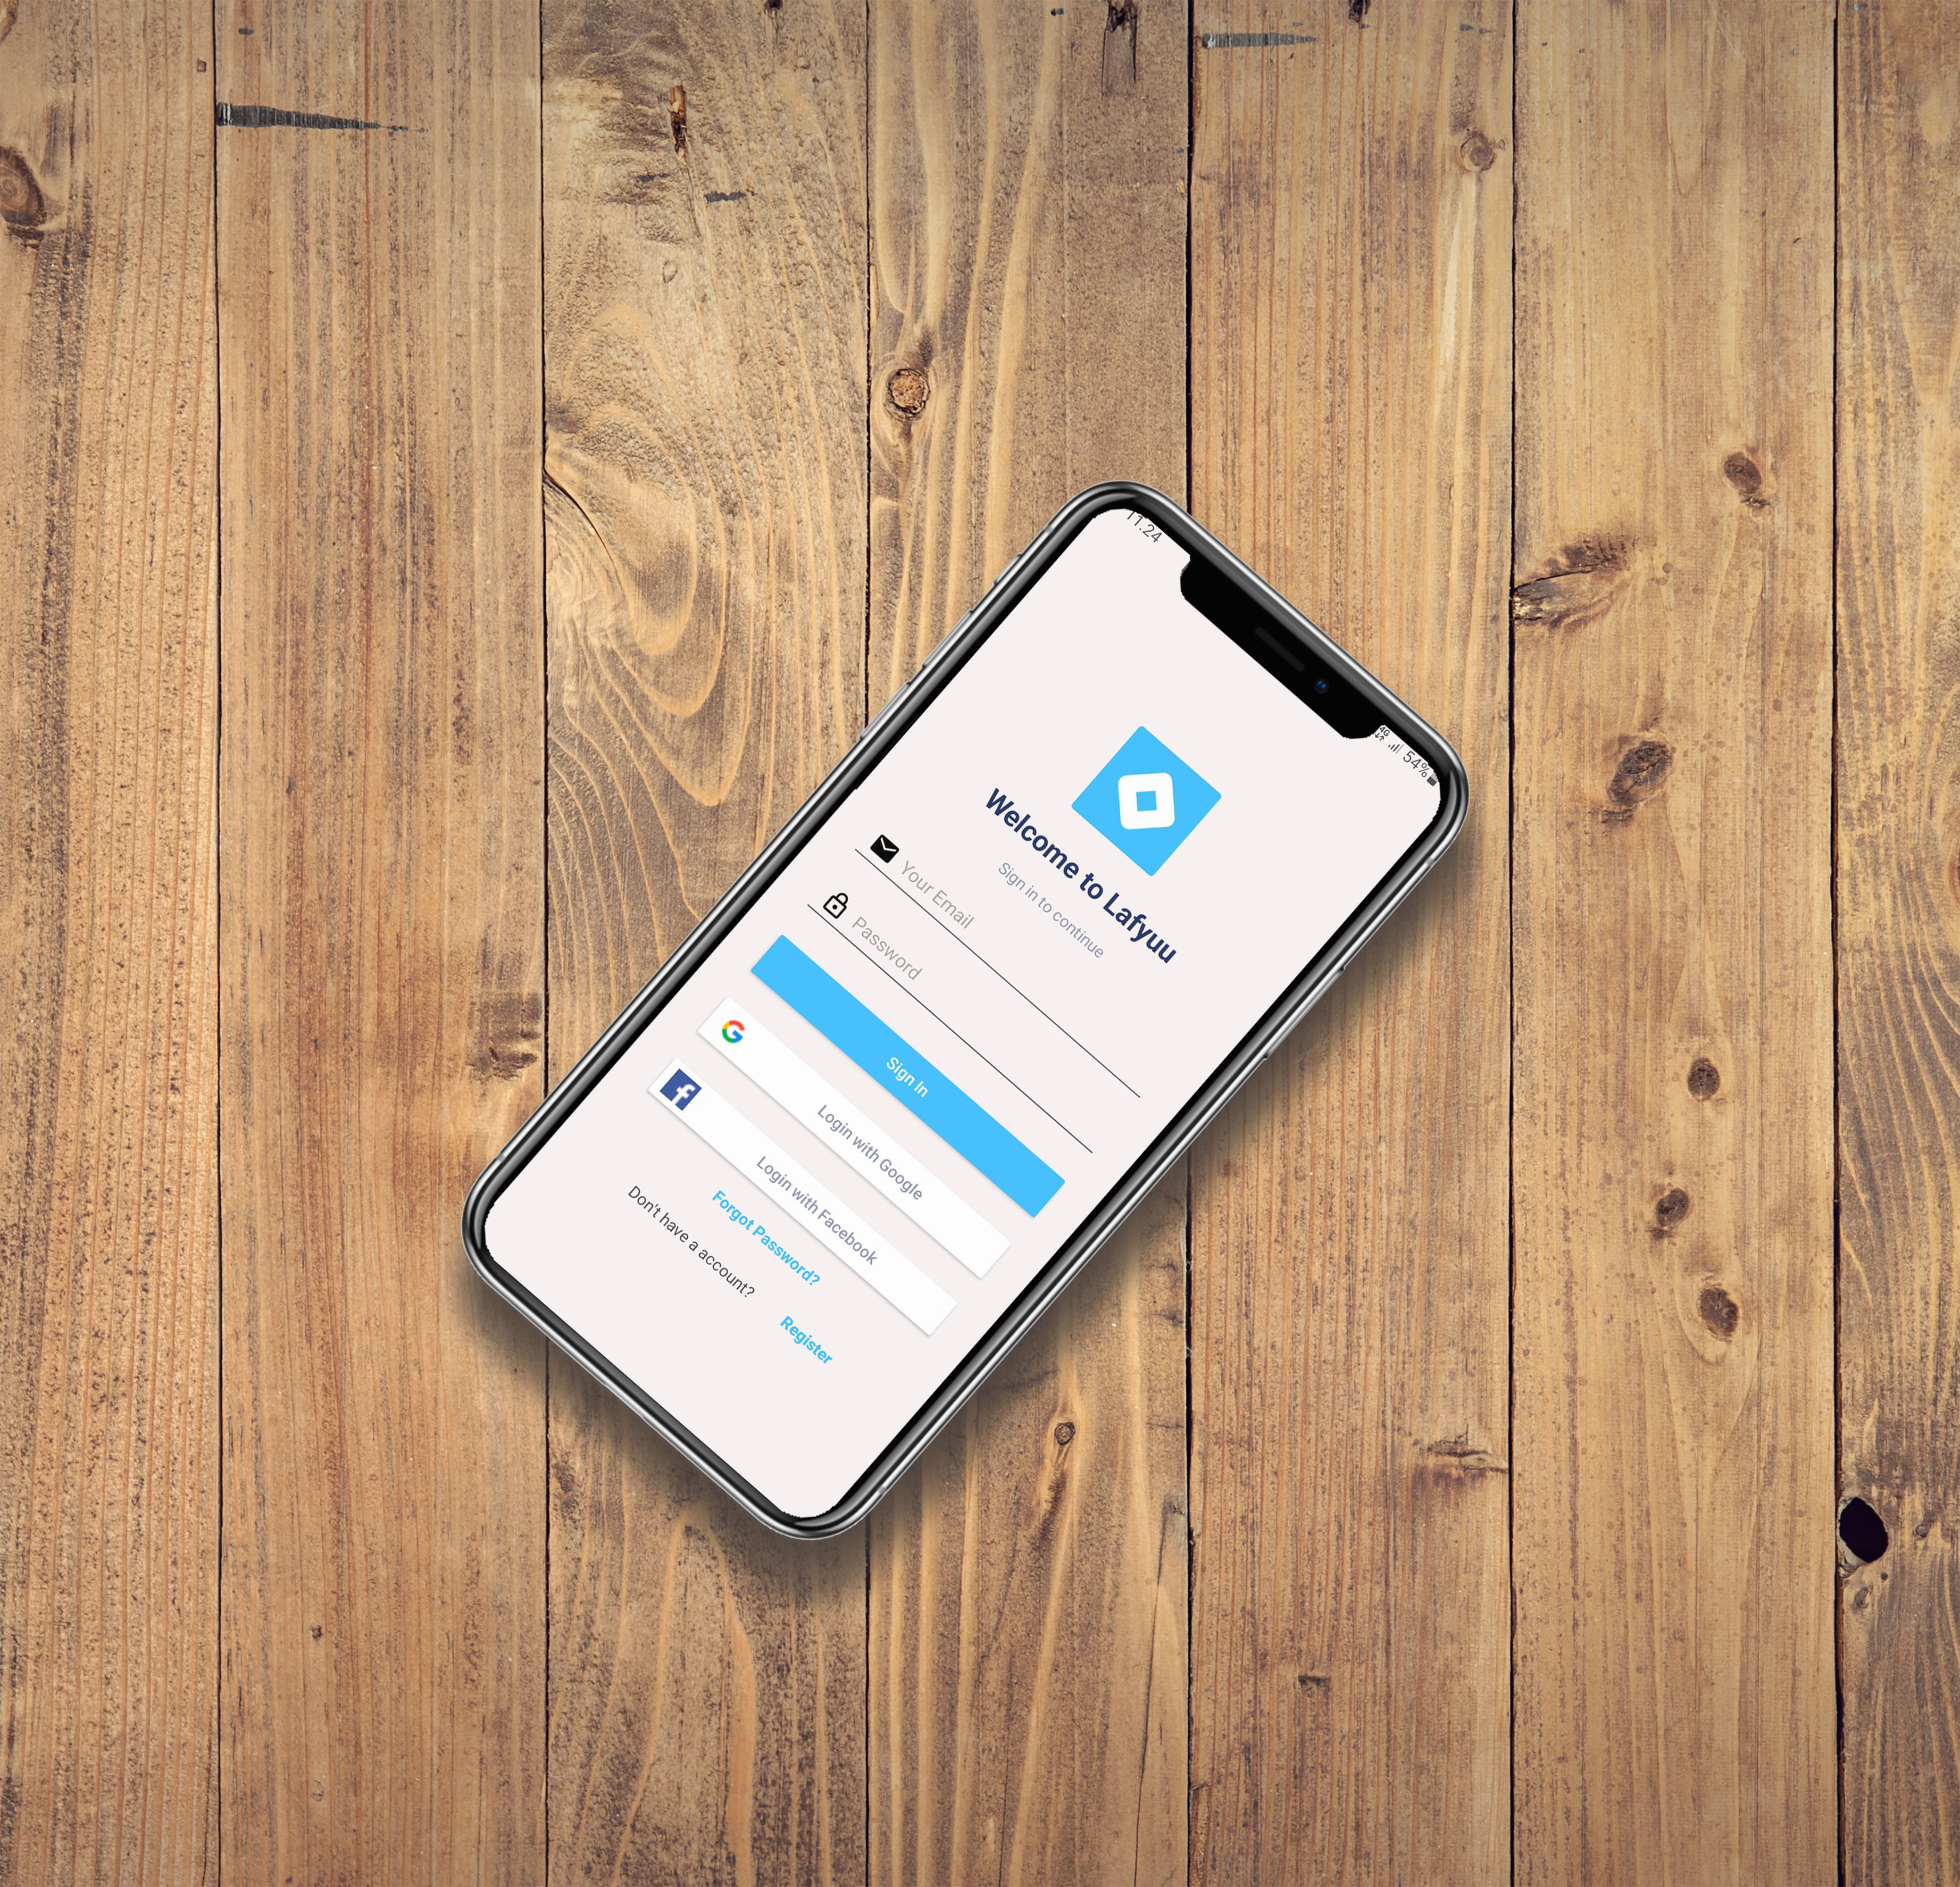 11.24
4G 54%
Welcome to Lafyuu
Sign in to continue
Your Email
Password
Sign In
Login with Google
Login with Facebook
Forgot Password?
Don't have a account?
Register